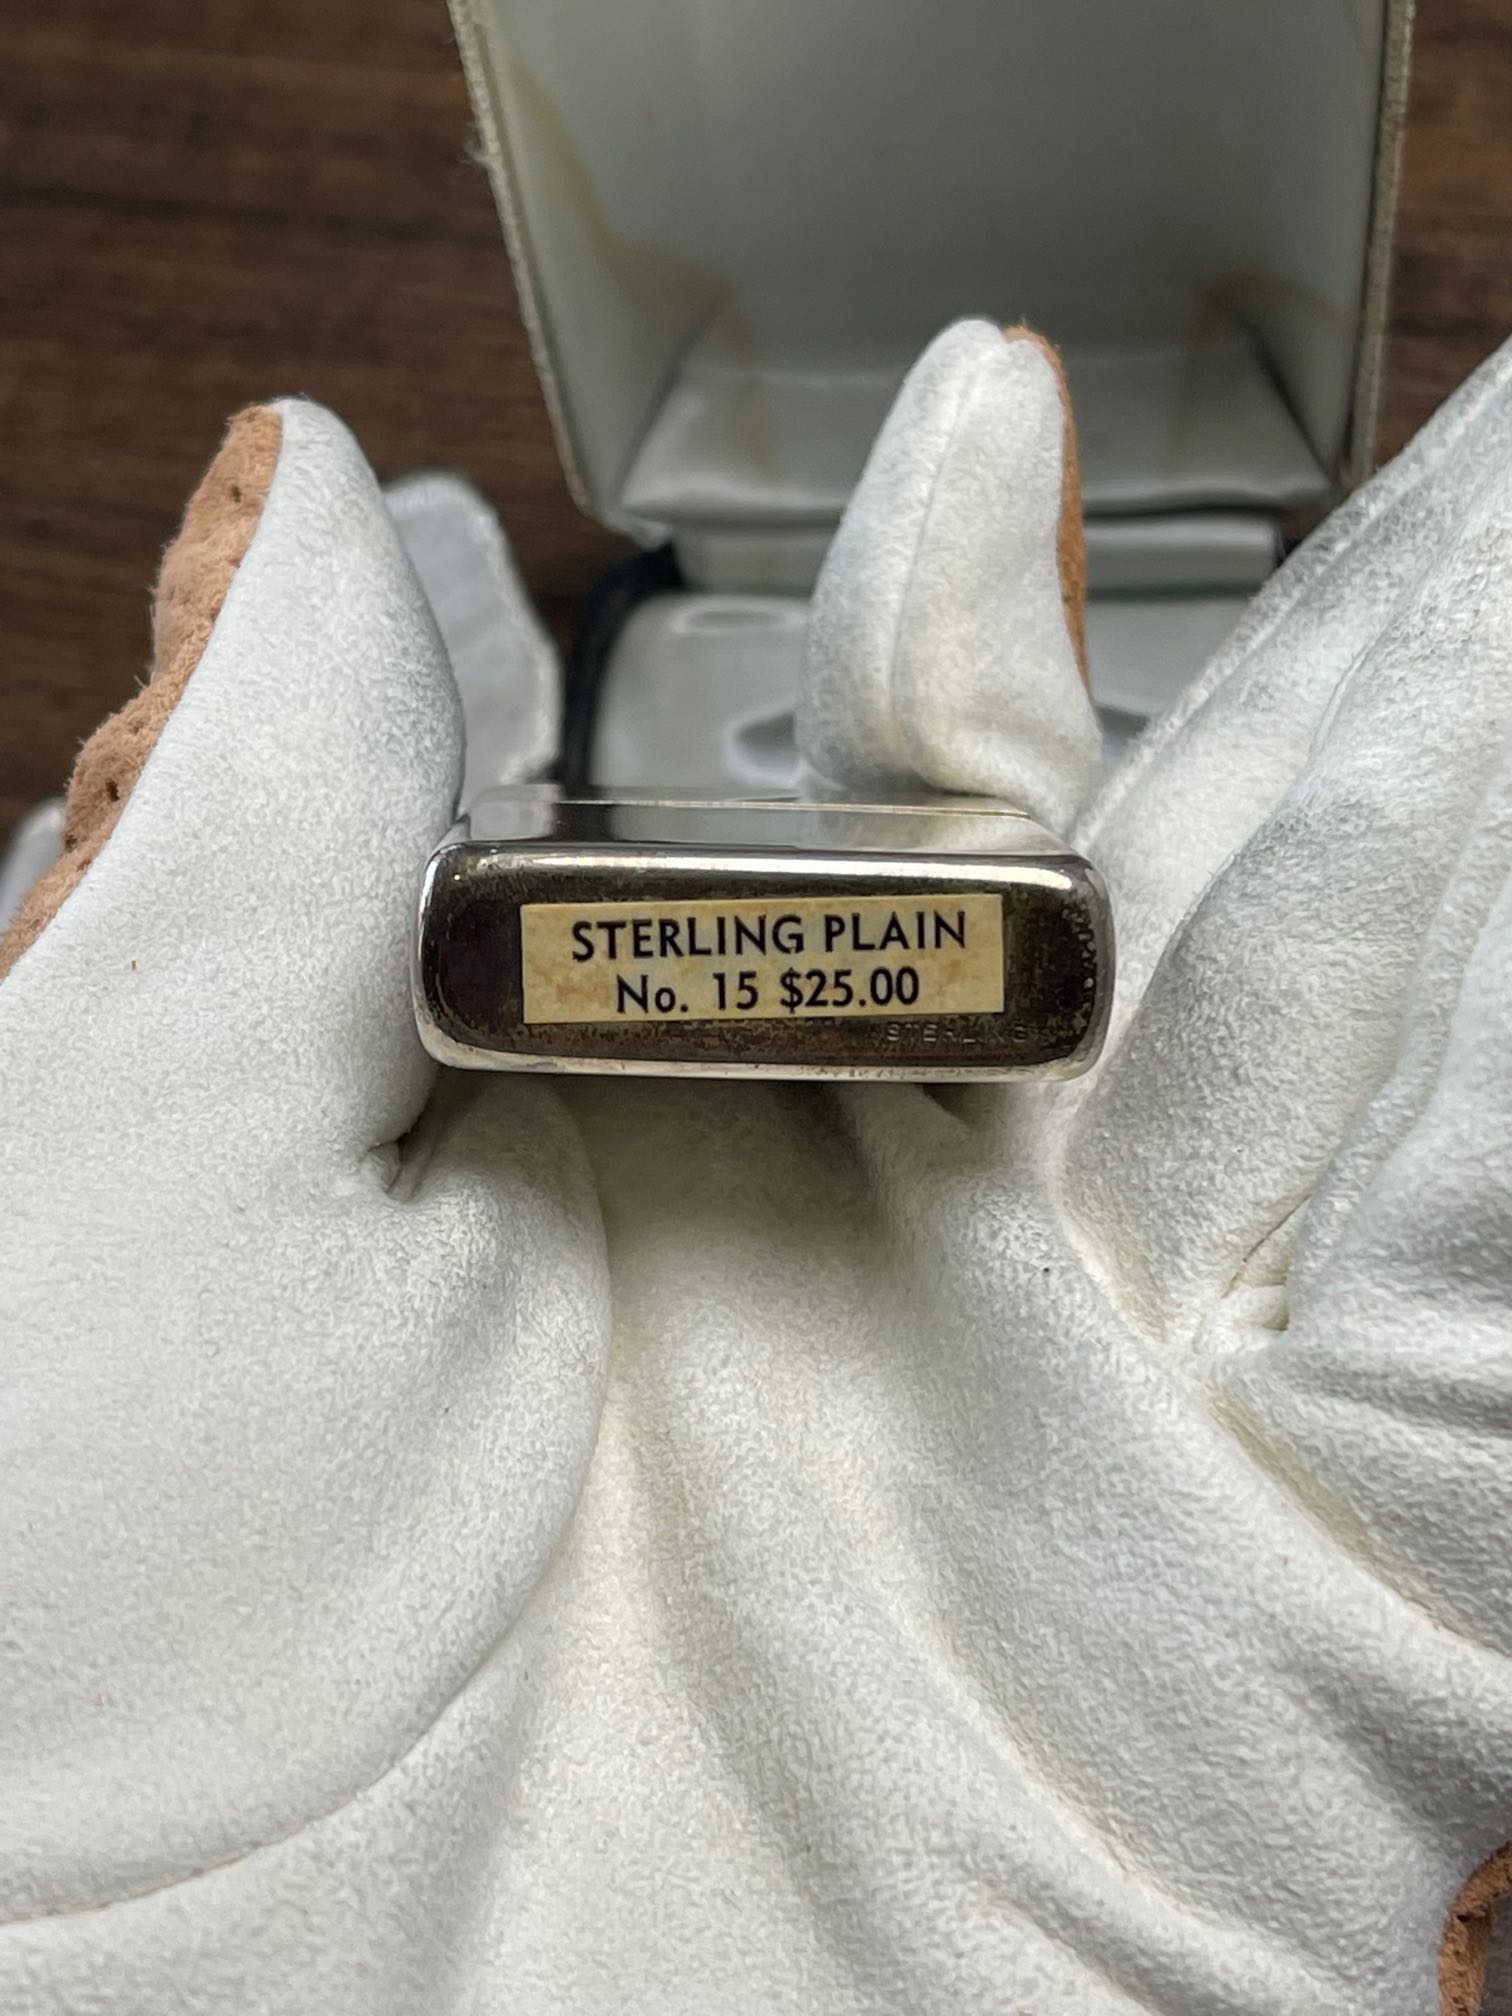 STERLING PLAIN
No. 15 $25.00
STERLING